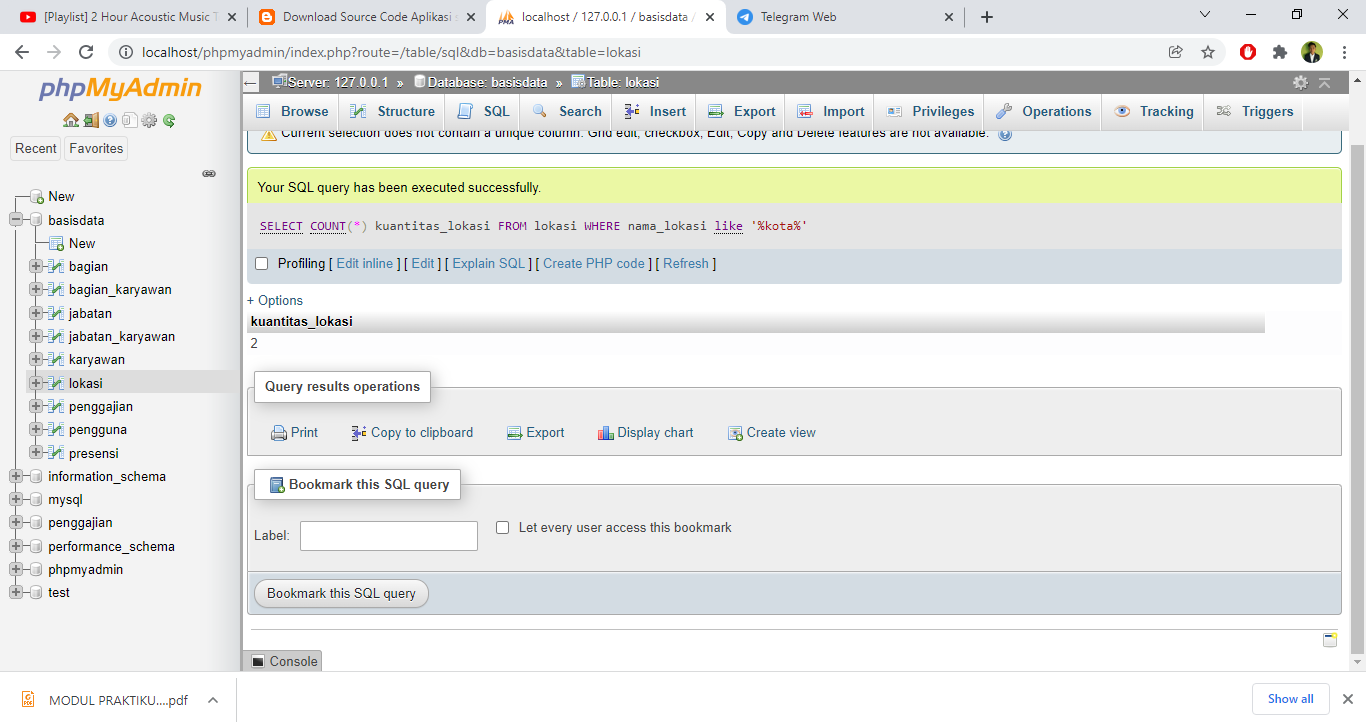 [Playlist] 2 Hour Acoustic Music T
Download Source Code Aplikasi s
localhost / 127.0.0.1 / basisdata /
Telegram Web
localhost/phpmyadmin/index.php?route=/table/sql&db=basisdata&table=lokasi
phpMyAdmin
Recent
Favorites
New
basisdata
New
bagian
bagian_karyawan
jabatan
jabatan_karyawan
karyawan
lokasi
penggajian
pengguna
presensi
information_schema
mysql
penggajian
performance_schema
phpmyadmin
test
Server: 127.0.0.1 » Database: basisdata » Table: lokasi
Browse Structure SQL Search Insert Export Import Privileges Operations Tracking Triggers
Current selection does not contain a unique column. Grid edit, checkbox, Edit, Copy and Delete features are not available.
Your SQL query has been executed successfully.
SELECT COUNT(*) kuantitas_lokasi FROM lokasi WHERE nama_lokasi like '%kota%'
Profiling [ Edit inline ] [ Edit ] [ Explain SQL ] [ Create PHP code ] [ Refresh ]
+ Options
kuantitas_lokasi
2
Query results operations
Print Copy to clipboard Export Display chart Create view
Bookmark this SQL query
Label: Let every user access this bookmark
Bookmark this SQL query
Console
MODUL PRAKTIKU....pdf
Show all